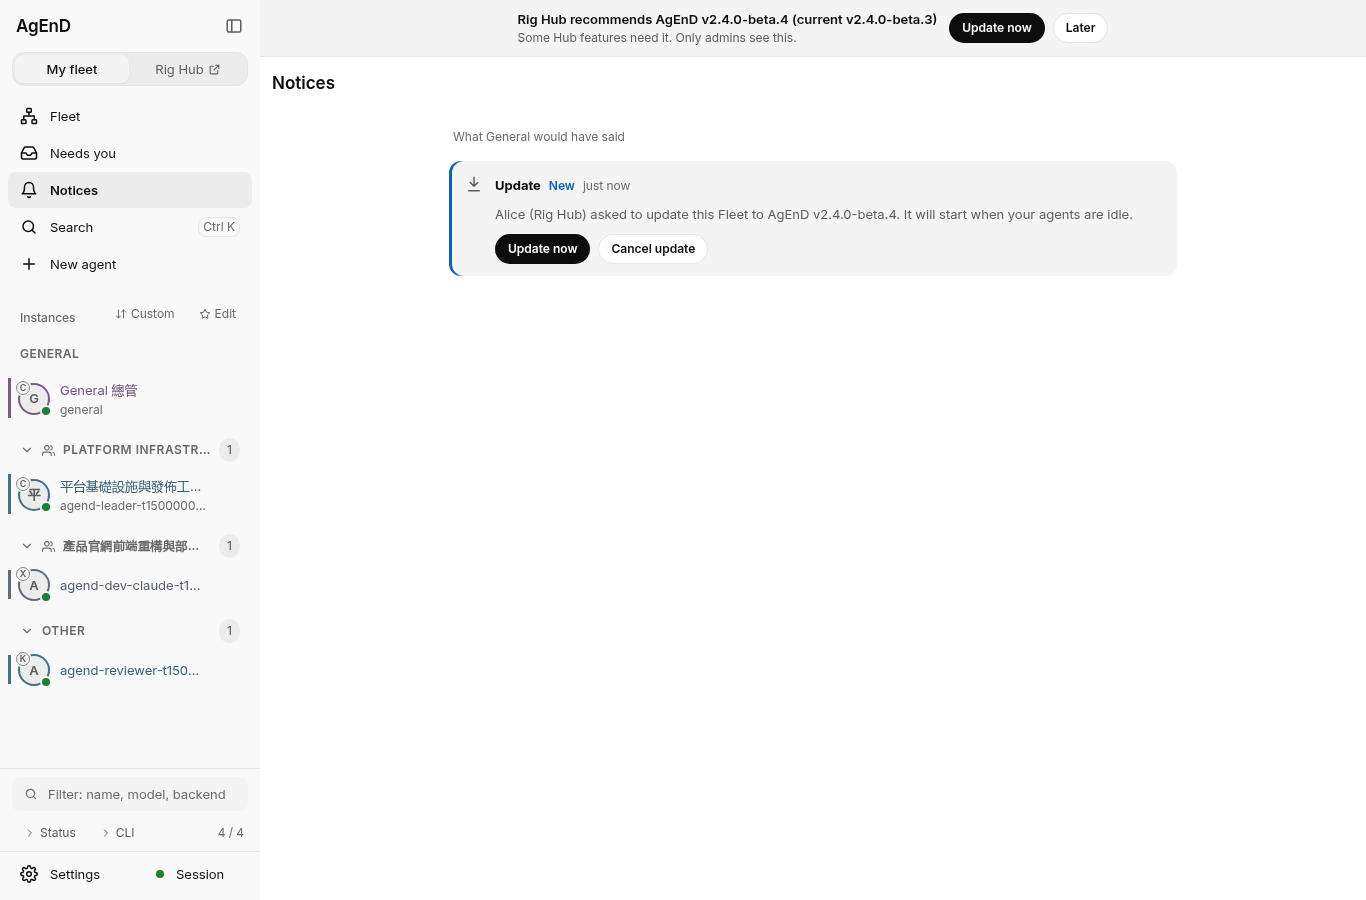 AgEnD
My fleet
Rig Hub
Fleet
Needs you
Notices
Search
Ctrl K
New agent
Instances
Custom
Edit
GENERAL
C
G
General 總管
general
PLATFORM INFRASTR...
1
C
平
平台基礎設施與發佈工...
agend-leader-t1500000...
產品官網前端重構與部...
1
X
A
agend-dev-claude-t1...
OTHER
1
K
A
agend-reviewer-t150...
Filter: name, model, backend
Status
CLI
4 / 4
Settings
Session
Rig Hub recommends AgEnD v2.4.0-beta.4 (current v2.4.0-beta.3)
Some Hub features need it. Only admins see this.
Update now
Later
Notices
What General would have said
Update New just now
Alice (Rig Hub) asked to update this Fleet to AgEnD v2.4.0-beta.4. It will start when your agents are idle.
Update now
Cancel update